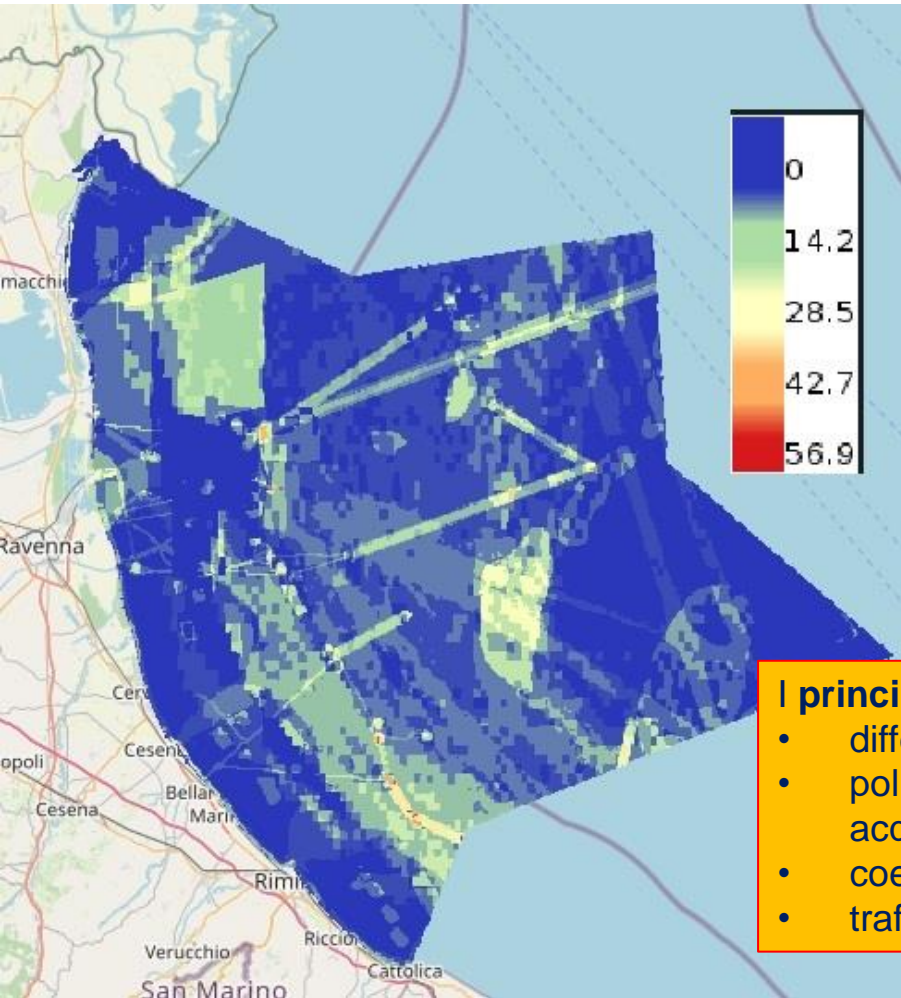 0
14.2
macchi
28.5
42.7
56.9
Ravenna
I princi
• diff
Cer
• pol
Cesen
opoli
acc
Bellar
Mari
Cesena
• coe
Rimi
• traf
Riccio
Verucchio
Cattolica
San Marino